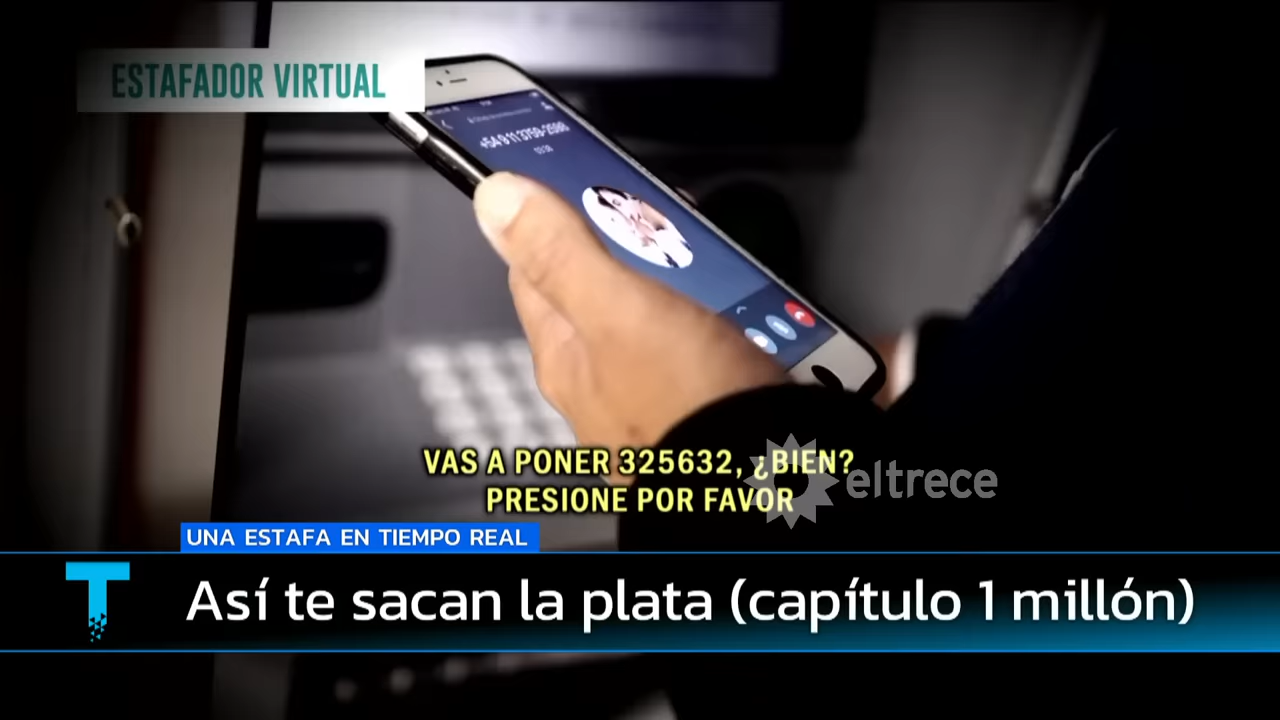 ESTAFADOR VIRTUAL
VAS A PONER 325632, ¿BIEN?
PRESIONE POR FAVOR
eltrece
UNA ESTAFA EN TIEMPO REAL
T
Así te sacan la plata (capítulo 1 millón)